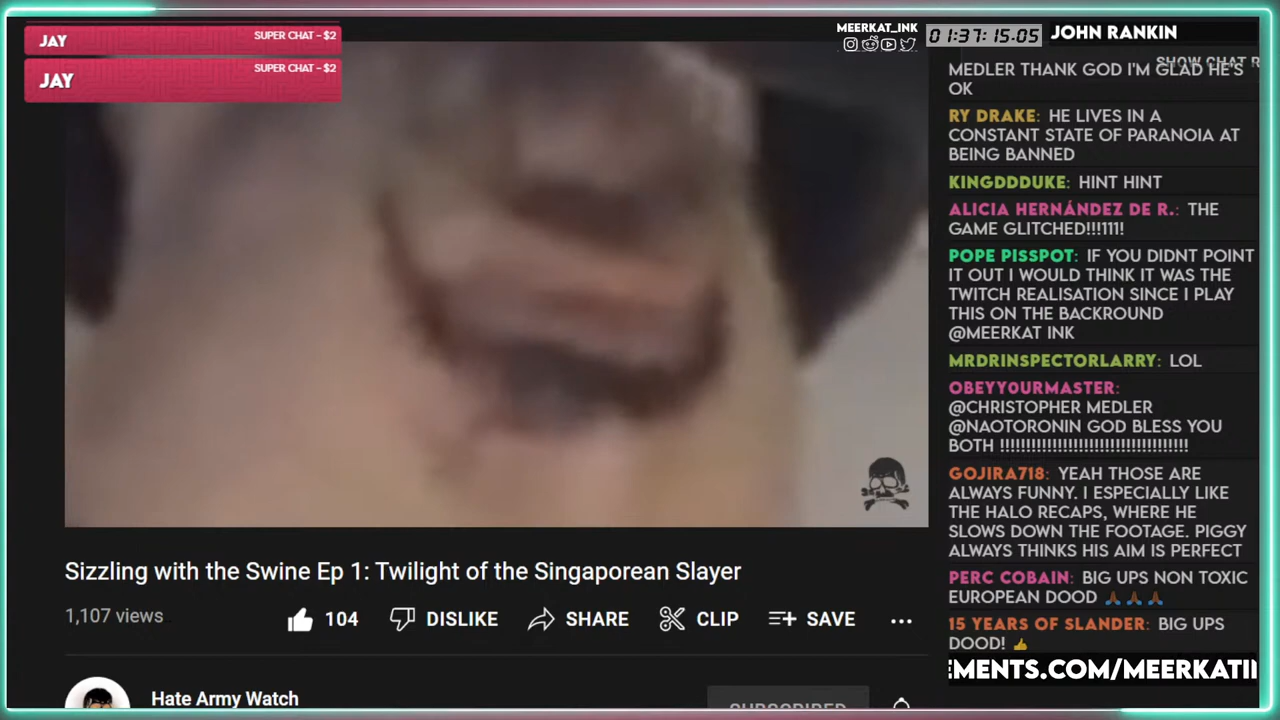 JAY
SUPER CHAT - $2
JAY
SUPER CHAT - $2
MEERKAT_INK
01:37:15.05
JOHN RANKIN
SHOW CHAT R
MEDLER THANK GOD I'M GLAD HE'S
OK
RY DRAKE: HE LIVES IN A
CONSTANT STATE OF PARANOIA AT
BEING BANNED
KINGDDDUKE: HINT HINT
ALICIA HERNÁNDEZ DE R.: THE
GAME GLITCHED!!!111!
POPE PISSPOT: IF YOU DIDNT POINT
IT OUT I WOULD THINK IT WAS THE
TWITCH REALISATION SINCE I PLAY
THIS ON THE BACKROUND
@MEERKAT INK
MRDRINSPECTORLARRY: LOL
OBEYY0URMASTER:
@CHRISTOPHER MEDLER
@NAOTORONIN GOD BLESS YOU
BOTH !!!!!!!!!!!!!!!!!!!!!!!!!!!!!!!!!!
GOJIRA718: YEAH THOSE ARE
ALWAYS FUNNY. I ESPECIALLY LIKE
THE HALO RECAPS, WHERE HE
SLOWS DOWN THE FOOTAGE. PIGGY
ALWAYS THINKS HIS AIM IS PERFECT
PERC COBAIN: BIG UPS NON TOXIC
EUROPEAN DOOD 🙏🏾🙏🏾🙏🏾
15 YEARS OF SLANDER: BIG UPS
DOOD! 👍
EMENTS.COM/MEERKATI
Sizzling with the Swine Ep 1: Twilight of the Singaporean Slayer
1,107 views
104 DISLIKE SHARE CLIP SAVE ...
Hate Army Watch
SUBSCRIBED